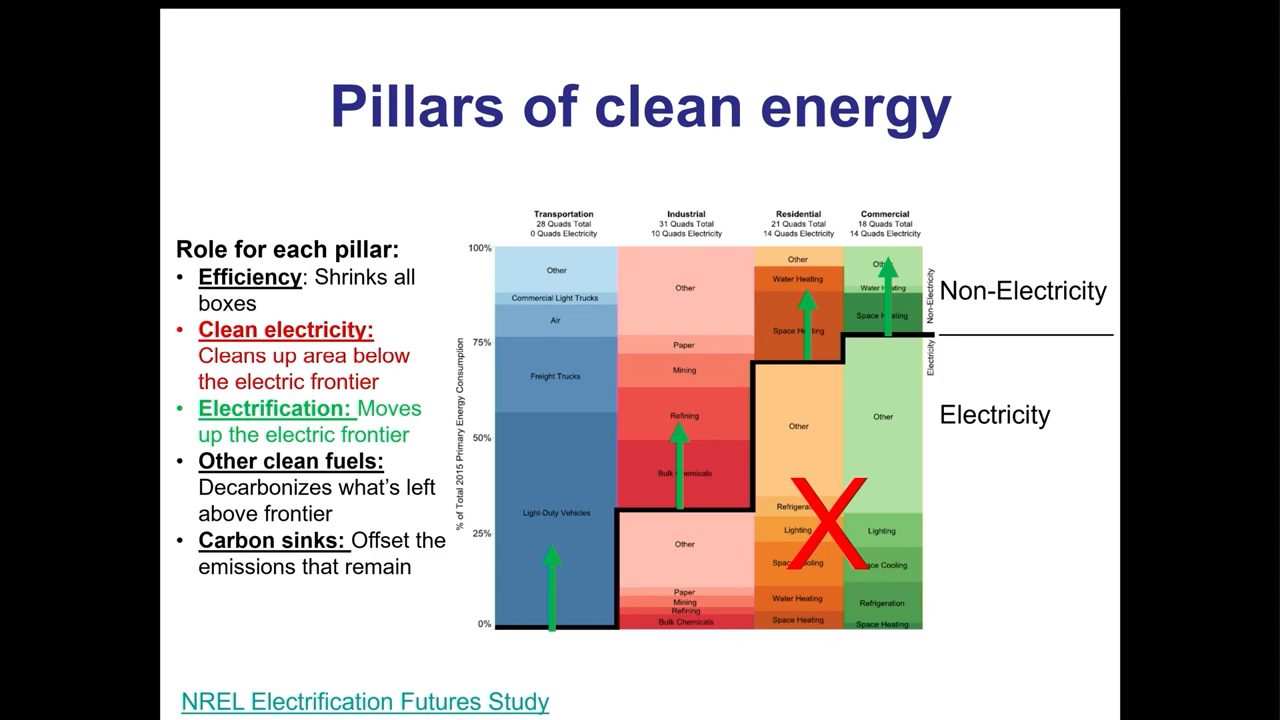 Pillars of clean energy
Role for each pillar:
• Efficiency: Shrinks all
boxes
• Clean electricity:
Cleans up area below
the electric frontier
• Electrification: Moves
up the electric frontier
• Other clean fuels:
Decarbonizes what's left
above frontier
• Carbon sinks: Offset the
emissions that remain
% of Total 2015 Primary Energy Consumption
100%
75%
50%
25%
0%
Transportation
28 Quads Total
0 Quads Electricity
Other
Commercial Light Trucks
Air
Freight Trucks
Light-Duty Vehicles
Industrial
31 Quads Total
10 Quads Electricity
Other
Paper
Mining
Refining
Bulk Chemicals
Other
Paper
Mining
Refining
Bulk Chemicals
Residential
21 Quads Total
14 Quads Electricity
Other
Water Heating
Space Heating
Other
Refrigeration
Lighting
Space Cooling
Water Heating
Space Heating
Commercial
18 Quads Total
14 Quads Electricity
Other
Water Heating
Space Heating
Other
Lighting
Space Cooling
Refrigeration
Space Heating
Non-Electricity
Electricity
Non-Electricity
Electricity
NREL Electrification Futures Study